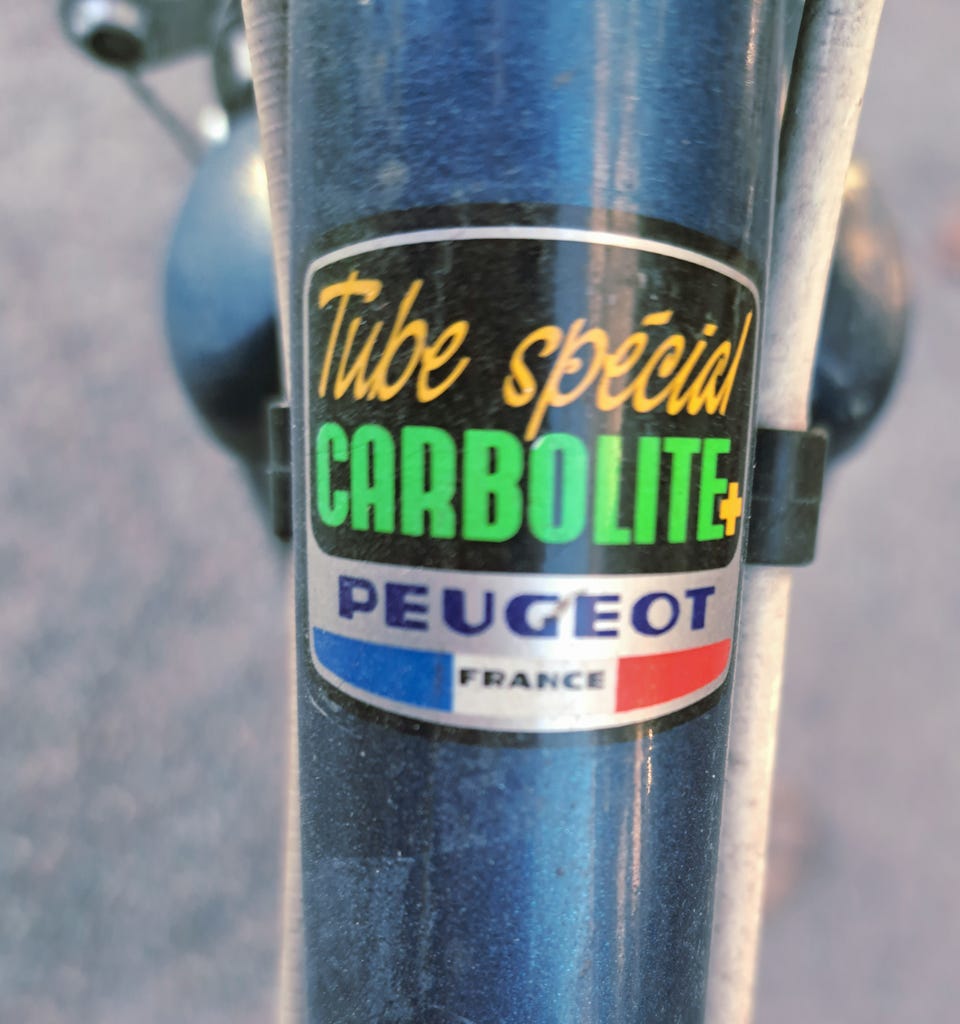 Tube spécial
CARBOLITE+
PEUGEOT
FRANCE